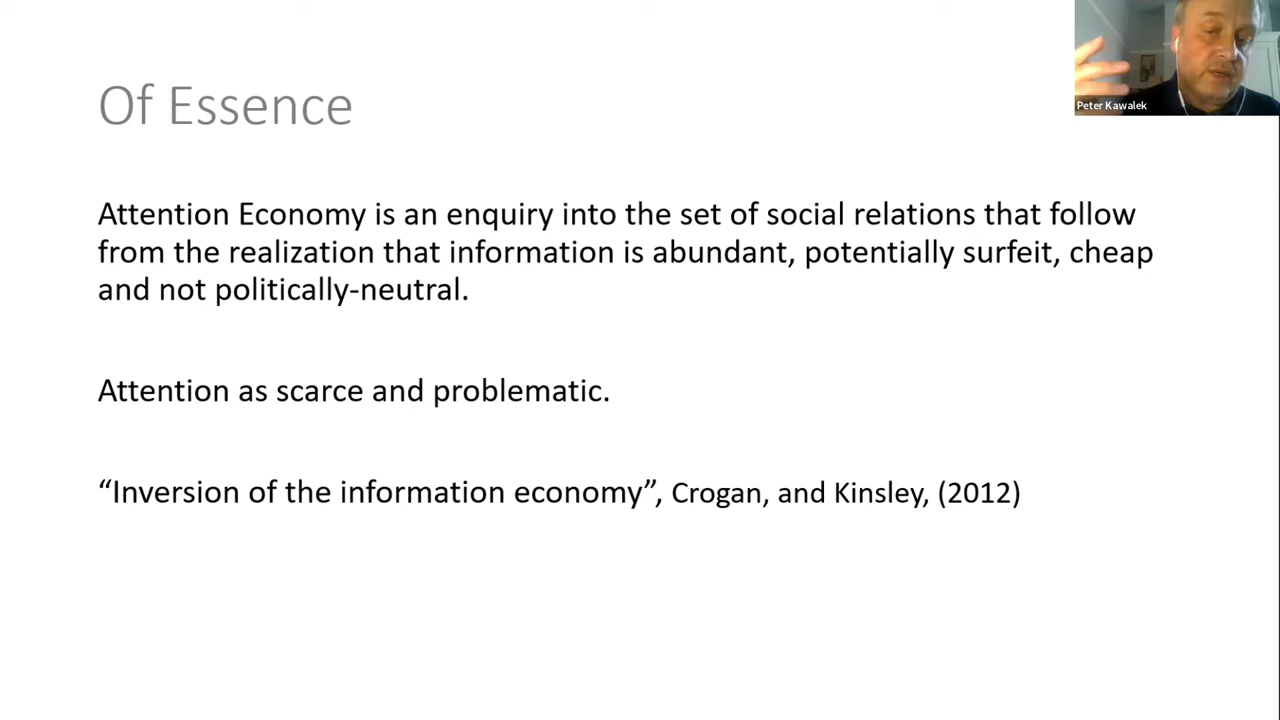 Of Essence
Peter Kawalek
Attention Economy is an enquiry into the set of social relations that follow
from the realization that information is abundant, potentially surfeit, cheap
and not politically-neutral.
Attention as scarce and problematic.
“Inversion of the information economy”, Crogan, and Kinsley, (2012)